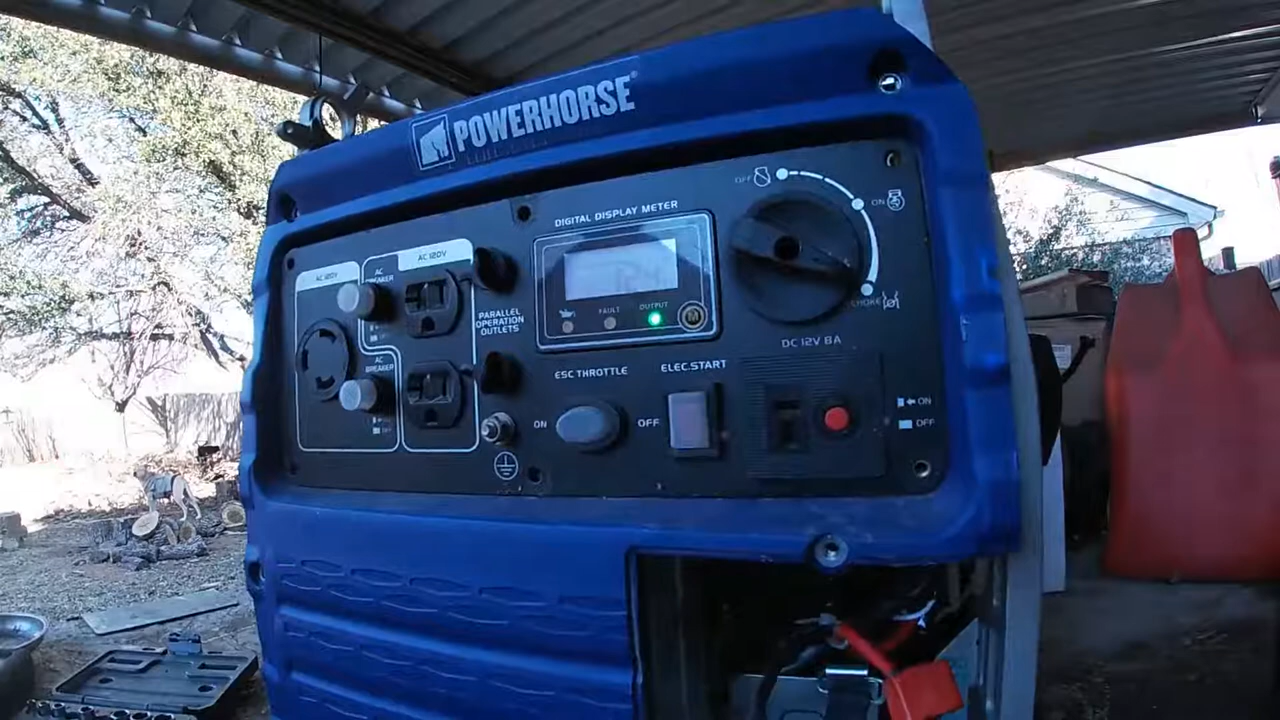 POWERHORSE®
DIGITAL DISPLAY METER
OFF
ON
CHOKE
AC 120V
AC 120V
AC
BREAKER
PARALLEL
OPERATION
OUTLETS
FAULT
OUTPUT
M
DC 12V 8A
AC
BREAKER
ESC THROTTLE
ELEC.START
ON
OFF
ON
OFF